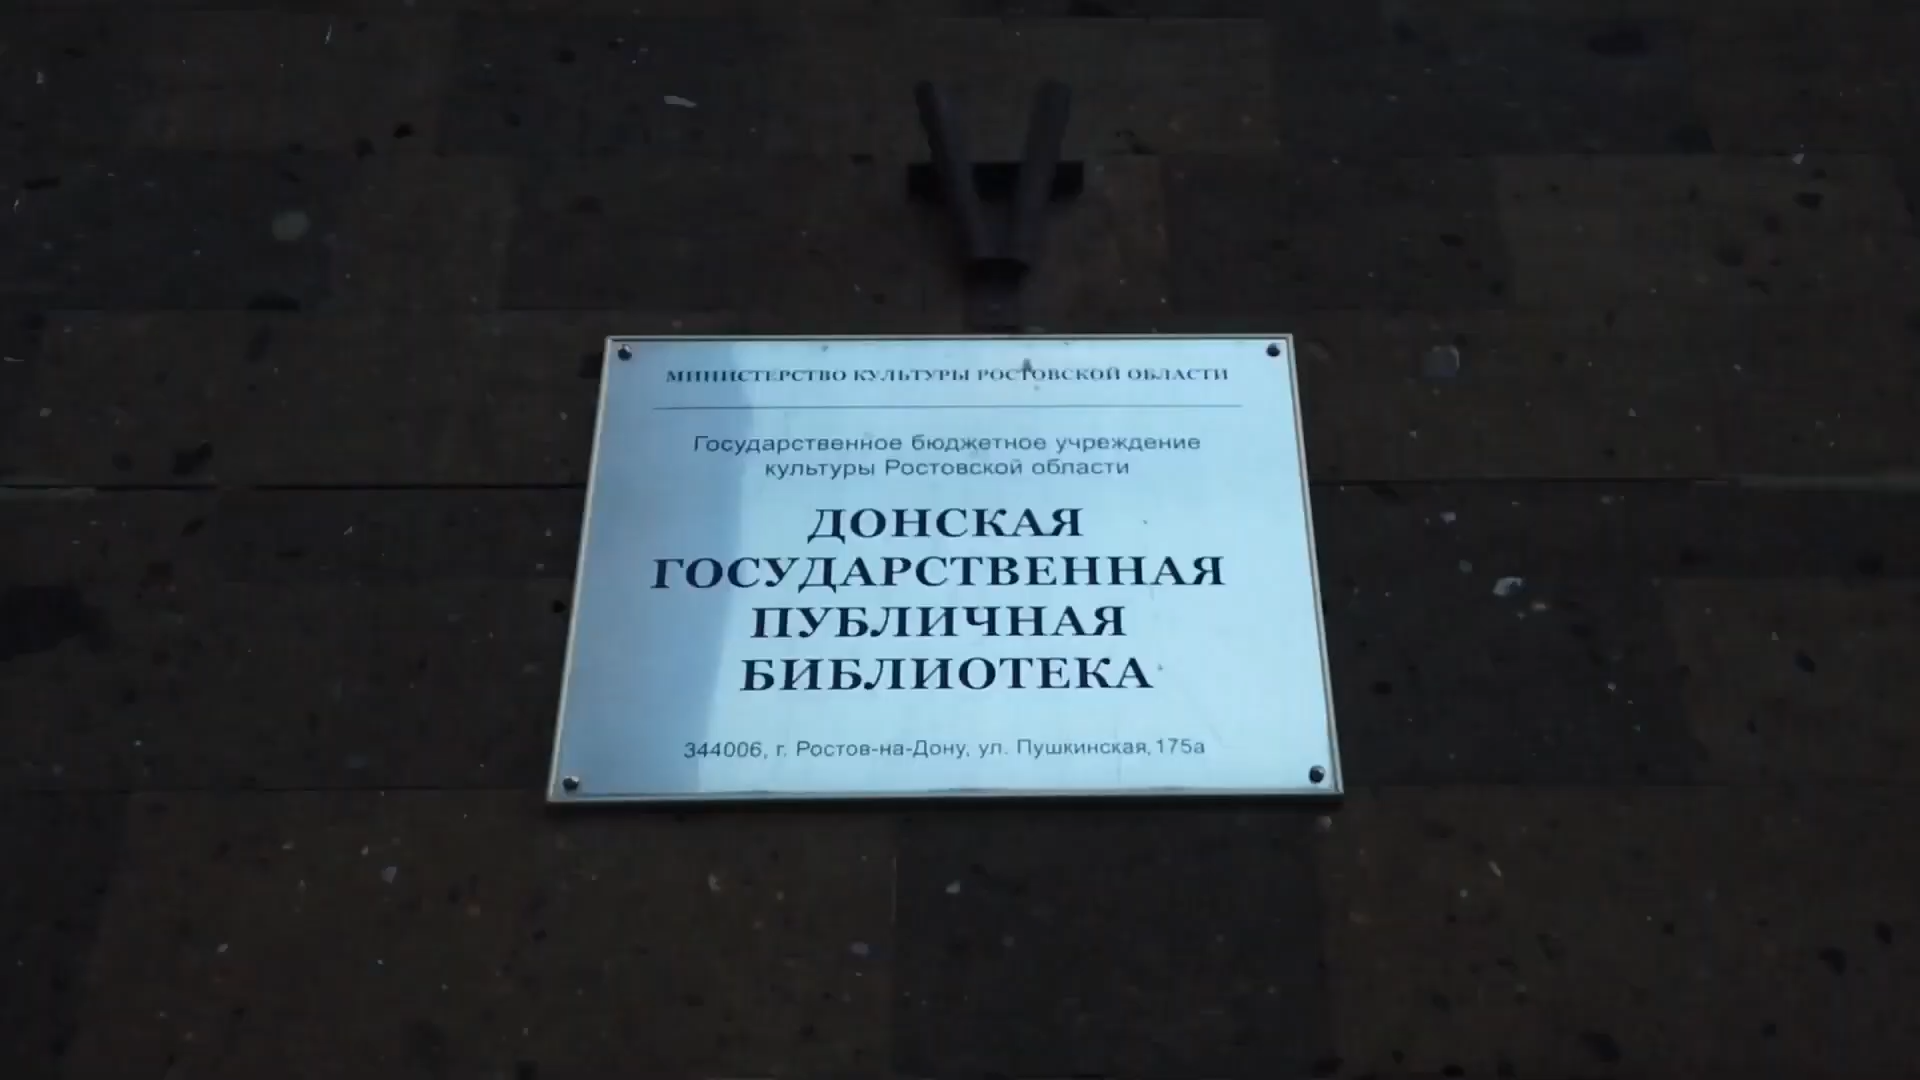 МИНИСТЕРСТВО КУЛЬТУРЫ РОСТОВСКОЙ ОБЛАСТИ
Государственное бюджетное учреждение
культуры Ростовской области
ДОНСКАЯ
ГОСУДАРСТВЕННАЯ
ПУБЛИЧНАЯ
БИБЛИОТЕКА
344006, г. Ростов-на-Дону, ул. Пушкинская, 175а